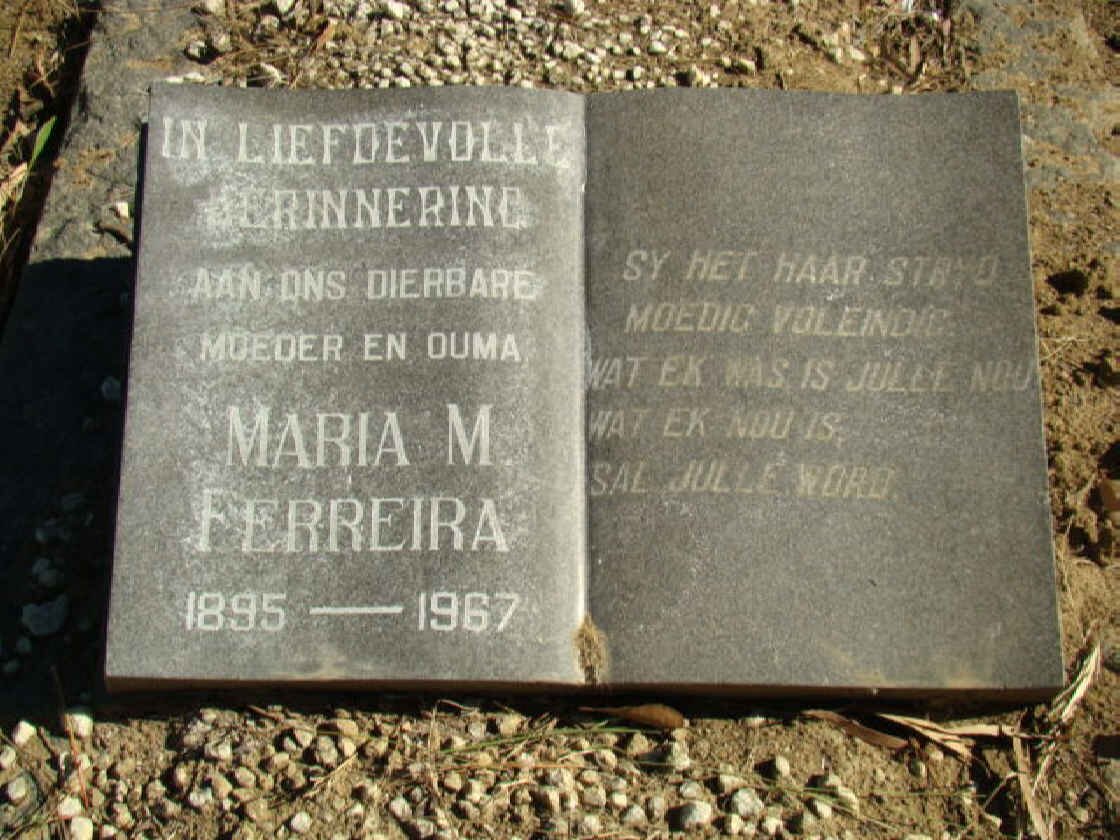 IN LIEFDEVOLLE
HERINNERING
AAN ONS DIERBARE
MOEDER EN OUMA,
MARIA M.
FERREIRA
1895 — 1967
SY HET HAAR STRYD
MOEDIG VOLEINDIG.
WAT EK WAS, IS JULLE NOU
WAT EK NOU IS,
SAL JULLE WORD.